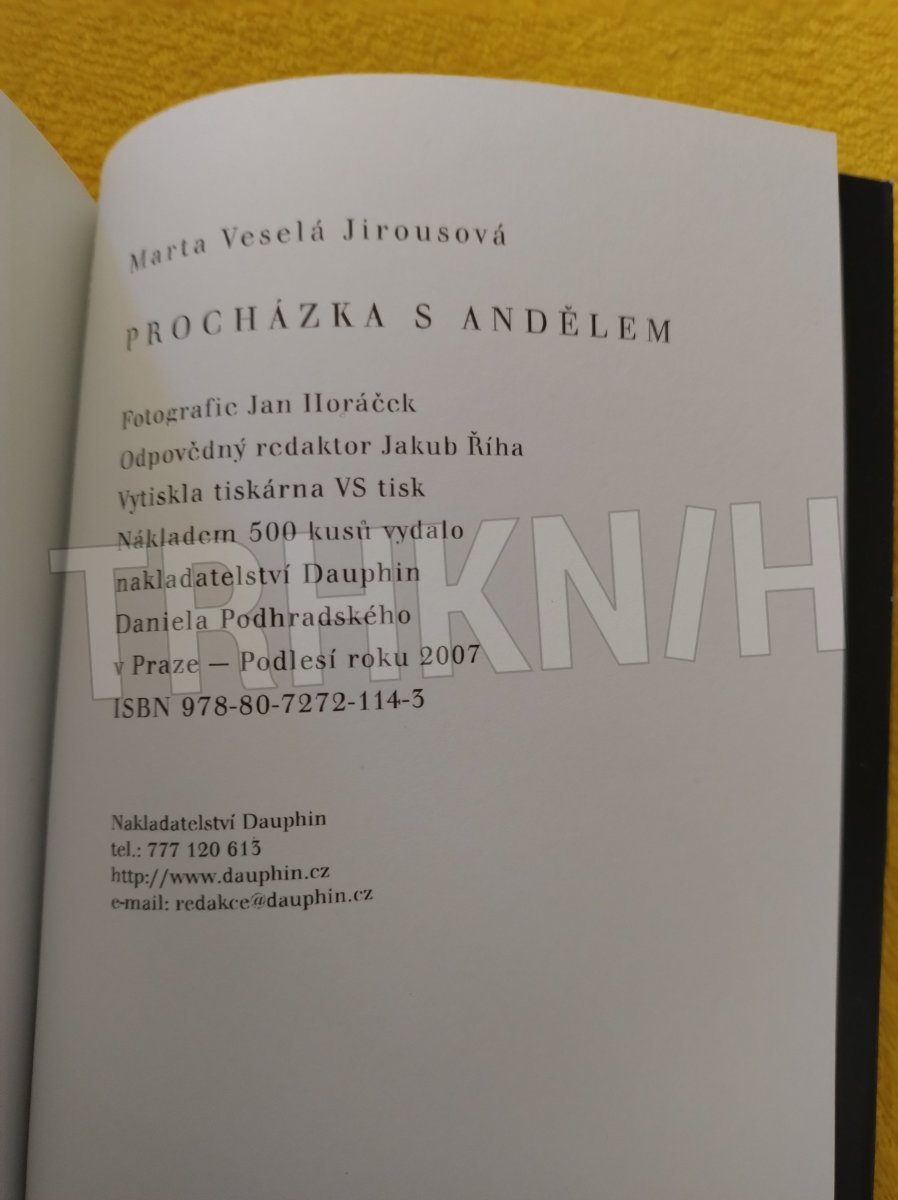 Marta Veselá Jirousová
PROCHÁZKA S ANDĚLEM
Fotografie Jan Horáček
Odpovědný redaktor Jakub Říha
Vytiskla tiskárna VS tisk
Nákladem 500 kusů vydalo
nakladatelství Dauphin
Daniela Podhradského
v Praze — Podlesí roku 2007
ISBN 978-80-7272-114-3
TRHKN/H
Nakladatelství Dauphin
tel.: 777 120 613
http://www.dauphin.cz
e-mail: redakce@dauphin.cz